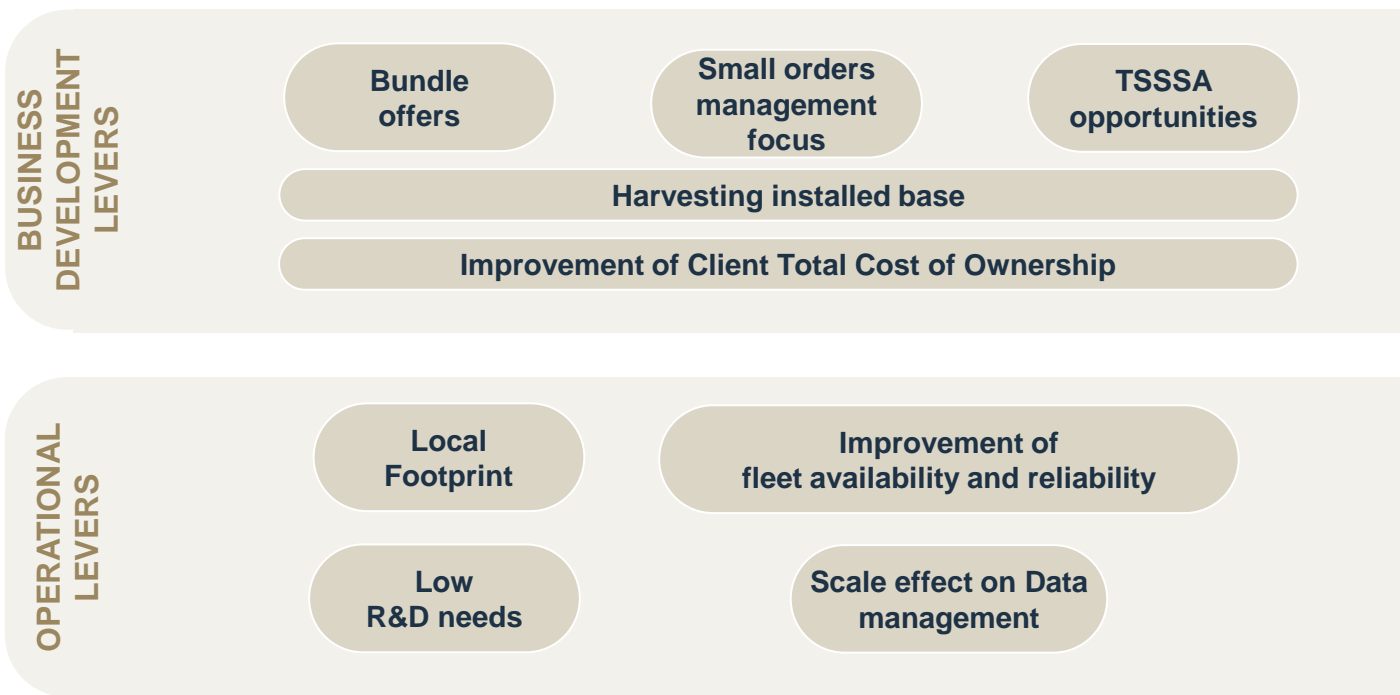 BUSINESS
DEVELOPMENT
LEVERS
Bundle
offers
Small orders
management
focus
TSSSA
opportunities
Harvesting installed base
Improvement of Client Total Cost of Ownership
OPERATIONAL
LEVERS
Local
Footprint
Improvement of
fleet availability and reliability
Low
R&D needs
Scale effect on Data
management